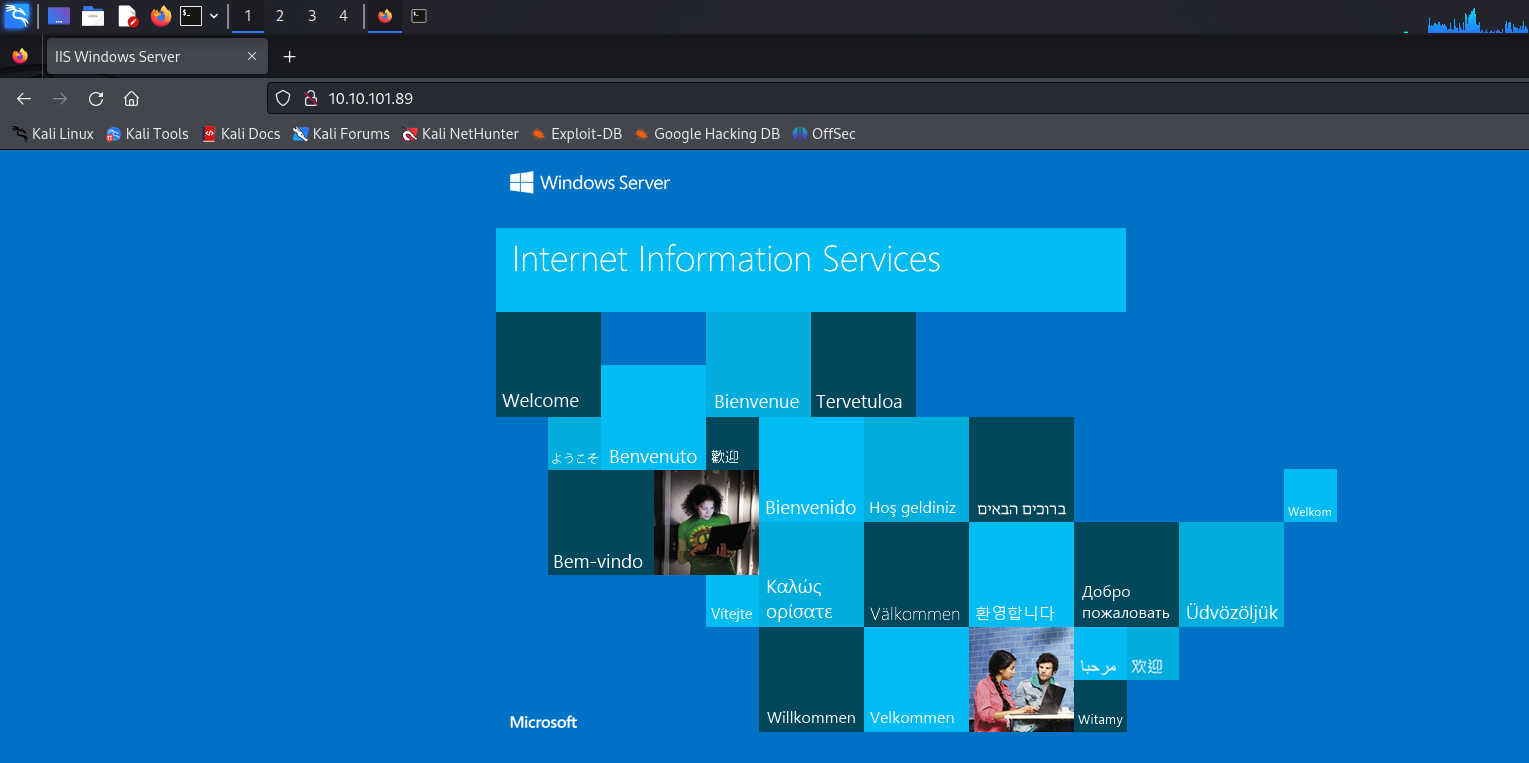 1 2 3 4
IIS Windows Server
10.10.101.89
Kali Linux Kali Tools Kali Docs Kali Forums Kali NetHunter Exploit-DB Google Hacking DB OffSec
Windows Server
Internet Information Services
Welcome
Bienvenue
Tervetuloa
ようこそ
Benvenuto
歡迎
Bienvenido
Hoş geldiniz
ברוכים הבאים
Welkom
Bem-vindo
Vítejte
Καλώς
ορίσατε
Välkommen
환영합니다
Добро
пожаловать
Üdvözöljük
Willkommen
Velkommen
مرحبا
欢迎
Witamy
Microsoft